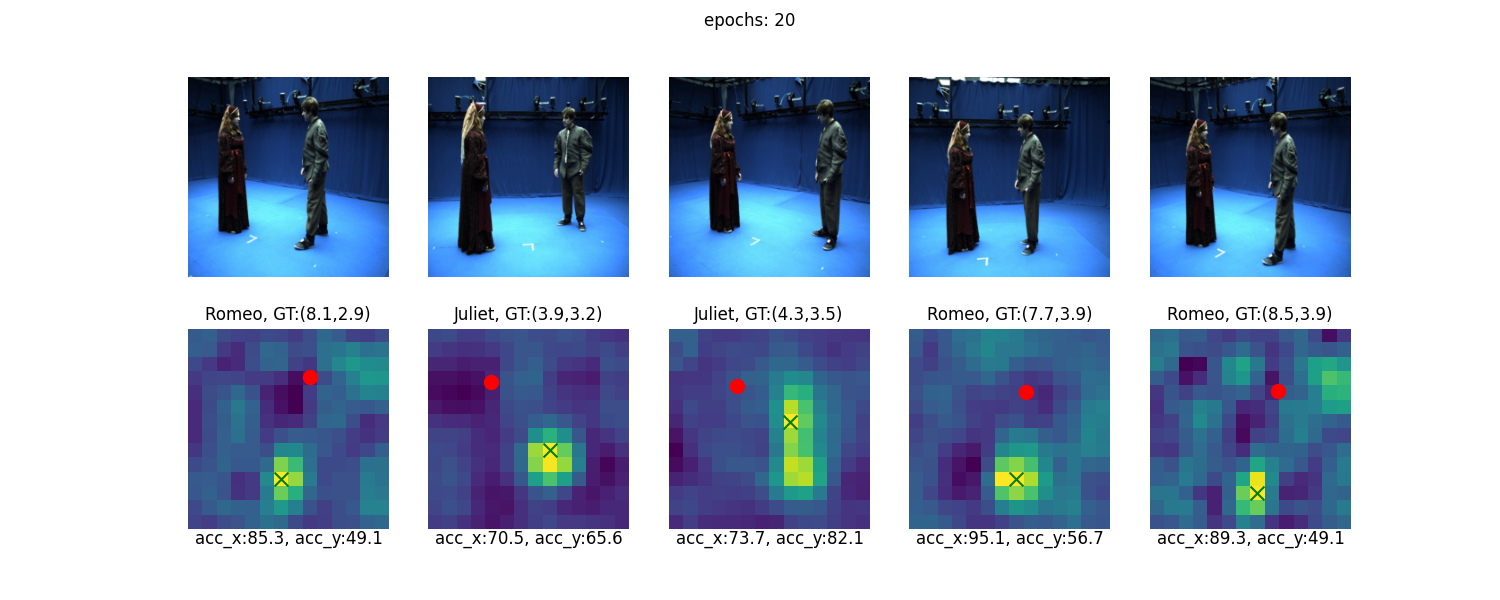 epochs: 20
Romeo, GT:(8.1,2.9)
Juliet, GT:(3.9,3.2)
Juliet, GT:(4.3,3.5)
Romeo, GT:(7.7,3.9)
Romeo, GT:(8.5,3.9)
acc_x:85.3, acc_y:49.1
acc_x:70.5, acc_y:65.6
acc_x:73.7, acc_y:82.1
acc_x:95.1, acc_y:56.7
acc_x:89.3, acc_y:49.1